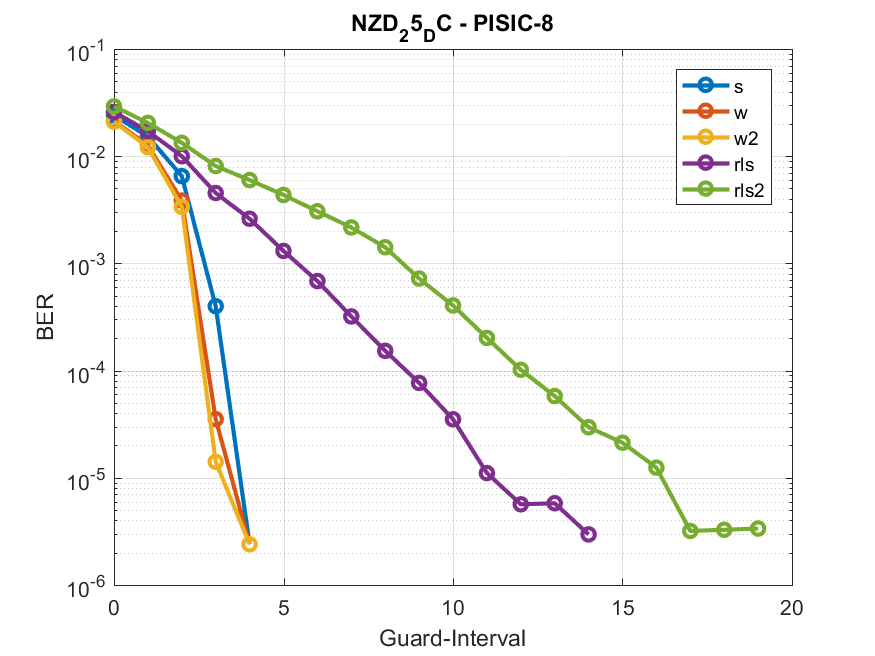 NZD₂5_DC - PISIC-8
10⁻¹
10⁻²
10⁻³
10⁻⁴
10⁻⁵
10⁻⁶
BER
s
w
w2
rls
rls2
0 5 10 15 20
Guard-Interval